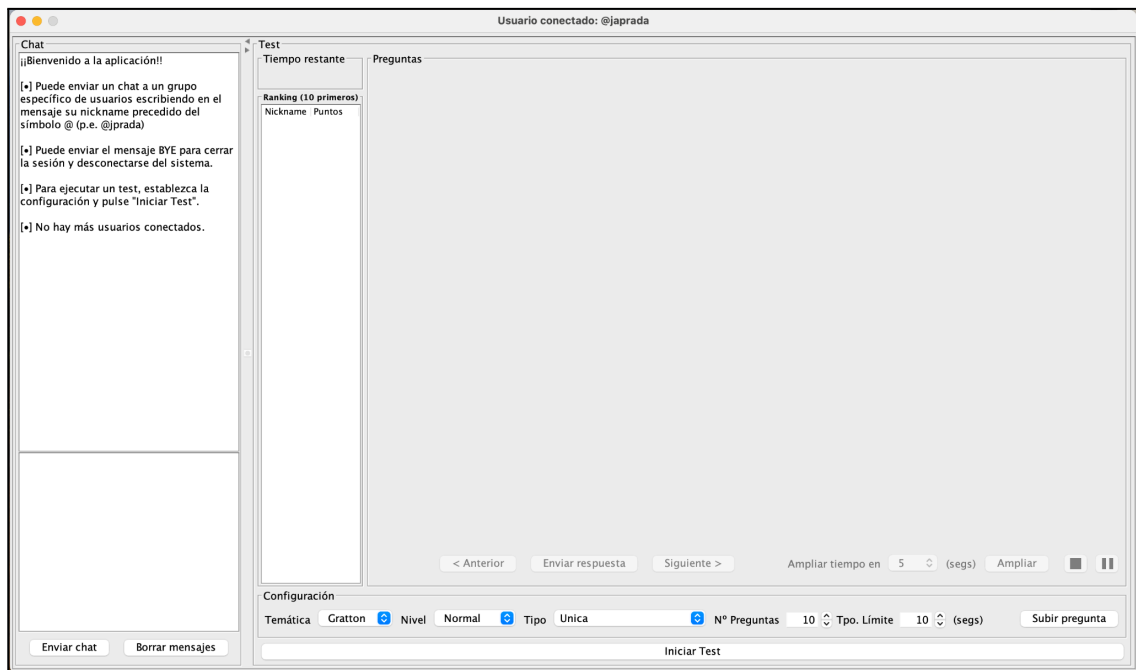 Usuario conectado: @japrada
Chat
¡¡Bienvenido a la aplicación!!
[•] Puede enviar un chat a un grupo
específico de usuarios escribiendo en el
mensaje su nickname precedido del
símbolo @ (p.e. @jprada)
[•] Puede enviar el mensaje BYE para cerrar
la sesión y desconectarse del sistema.
[•] Para ejecutar un test, establezca la
configuración y pulse "Iniciar Test".
[•] No hay más usuarios conectados.
Enviar chat Borrar mensajes
Test
Tiempo restante
Ranking (10 primeros)
Nickname Puntos
Preguntas
< Anterior Enviar respuesta Siguiente > Ampliar tiempo en 5 (segs) Ampliar
Configuración
Temática Gratton Nivel Normal Tipo Unica Nº Preguntas 10 Tpo. Límite 10 (segs) Subir pregunta
Iniciar Test